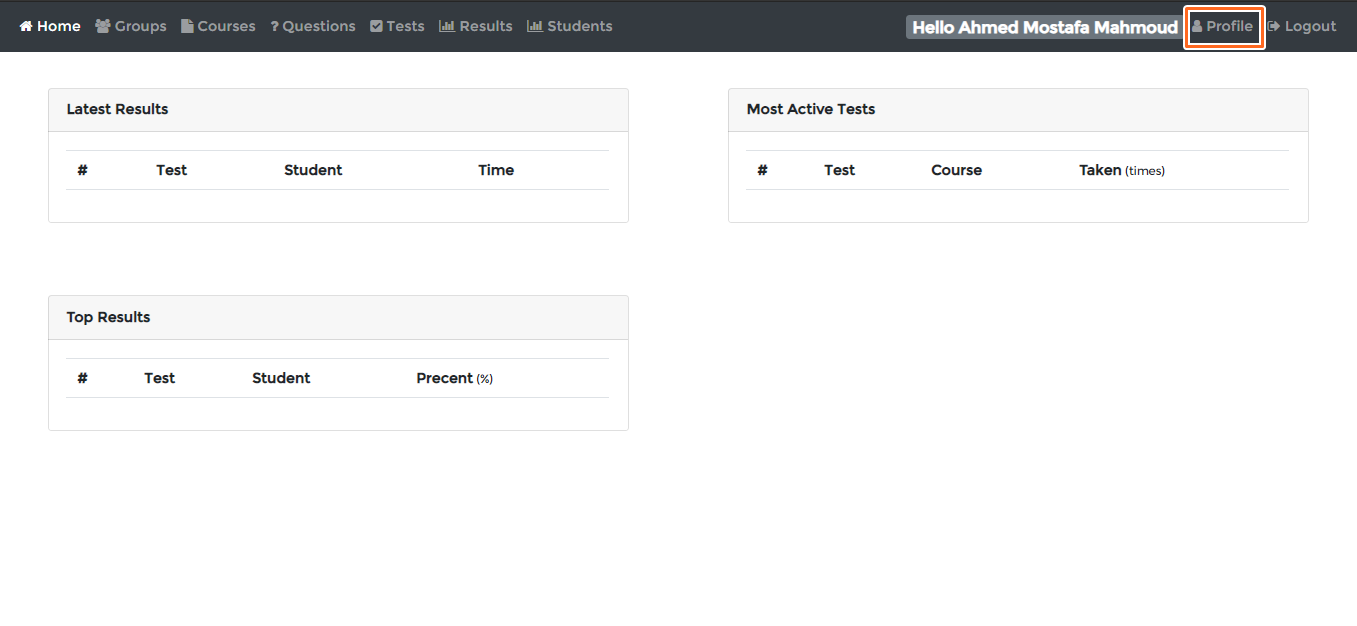 Home Groups Courses ? Questions Tests Results Students Hello Ahmed Mostafa Mahmoud Profile Logout
Latest Results
# Test Student Time
Most Active Tests
# Test Course Taken (times)
Top Results
# Test Student Precent (%)